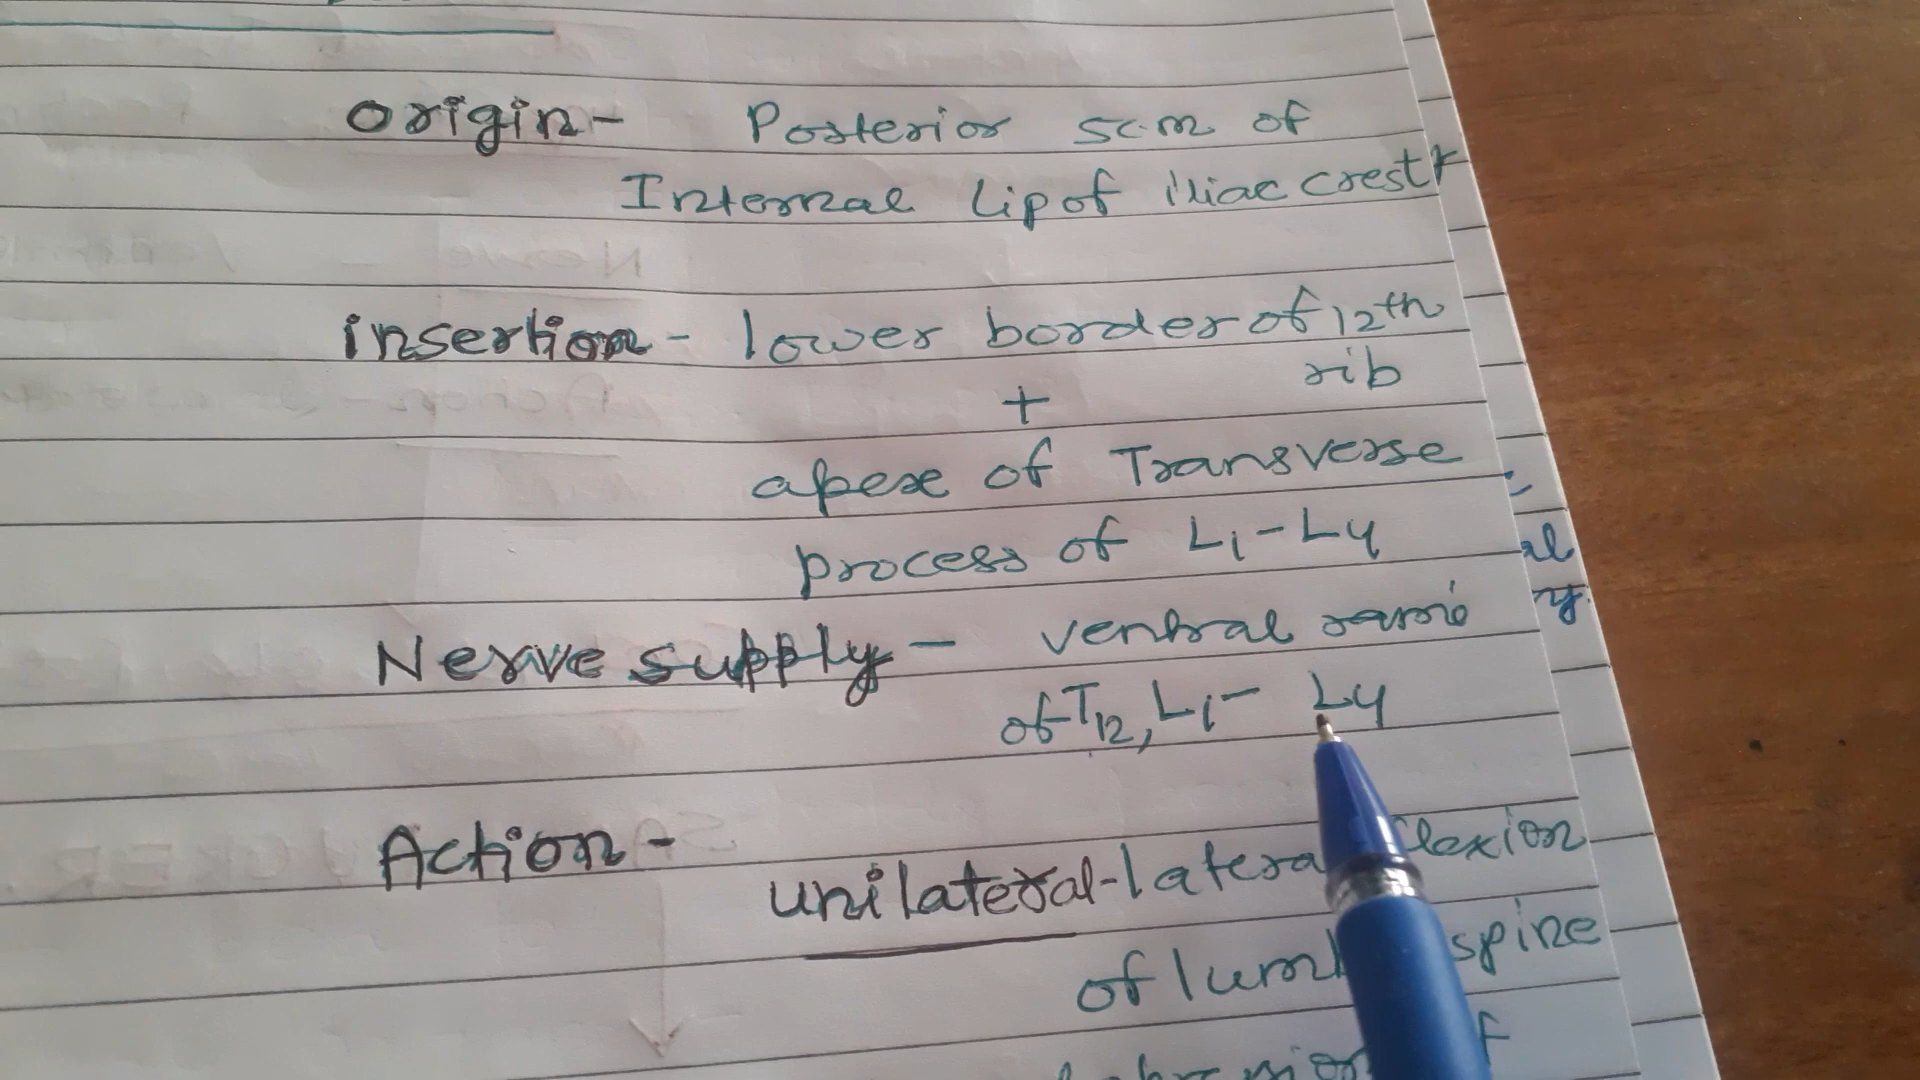 Origin- Posterior 5cm of
Internal Lip of iliac crest
insertion- lower border of 12th
rib
+
apex of Transverse
process of L1-L4
Nerve supply- ventral rami
of T12, L1- L4
Action-
unilateral-lateral flexion
of spine